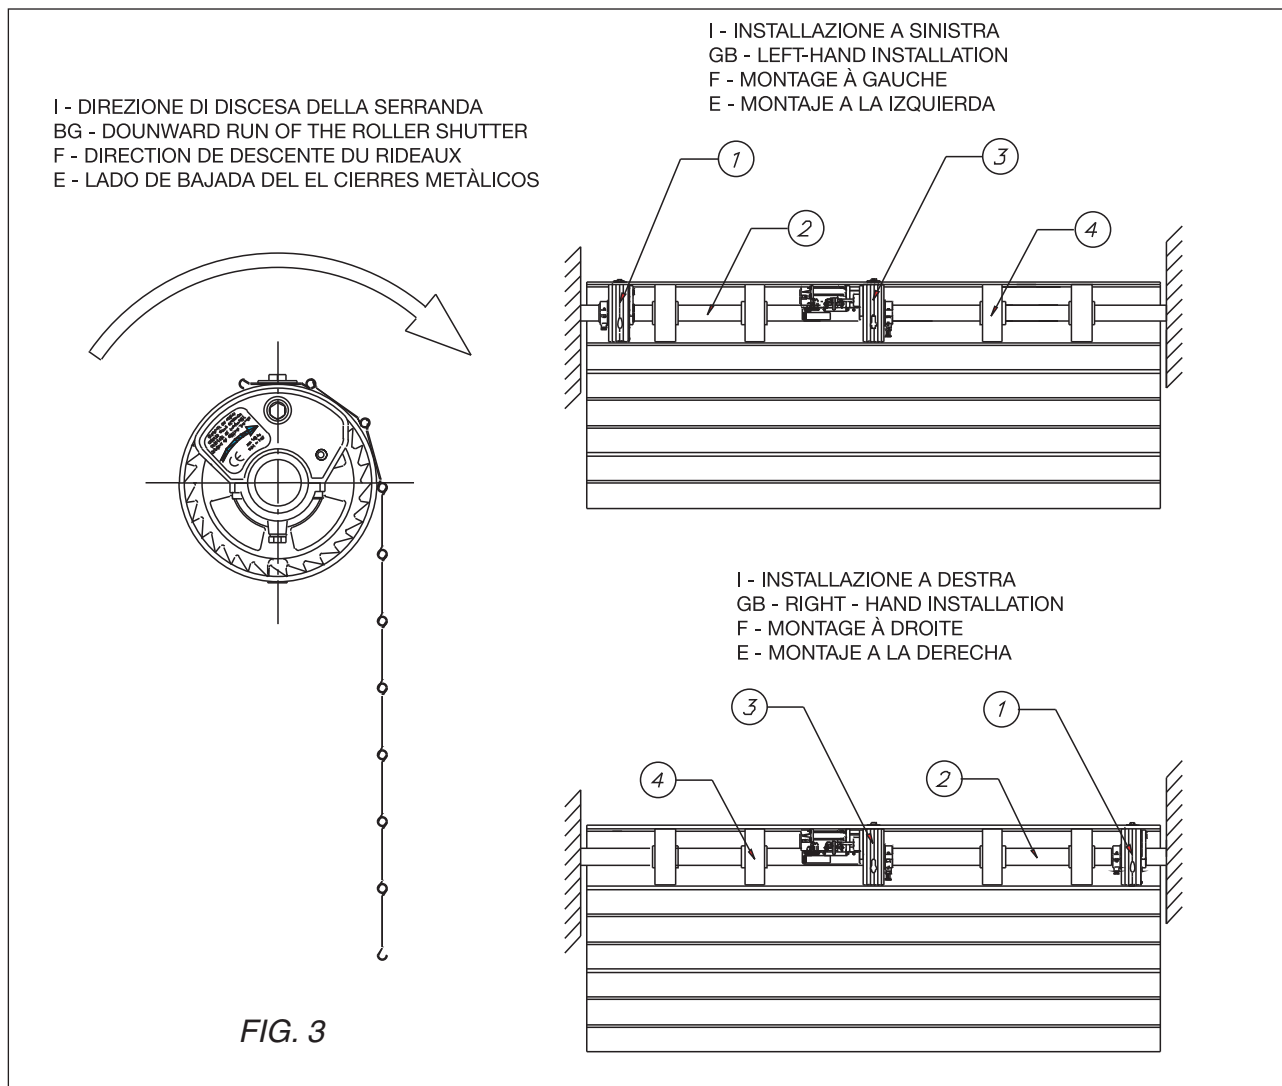 I - INSTALLAZIONE A SINISTRA
GB - LEFT-HAND INSTALLATION
F - MONTAGE À GAUCHE
E - MONTAJE A LA IZQUIERDA
I - DIREZIONE DI DISCESA DELLA SERRANDA
BG - DOUNWARD RUN OF THE ROLLER SHUTTER
F - DIRECTION DE DESCENTE DU RIDEAUX
E - LADO DE BAJADA DEL EL CIERRES METÀLICOS
1
3
2
4
CE
I - INSTALLAZIONE A DESTRA
GB - RIGHT - HAND INSTALLATION
F - MONTAGE À DROITE
E - MONTAJE A LA DERECHA
3
1
4
2
FIG. 3